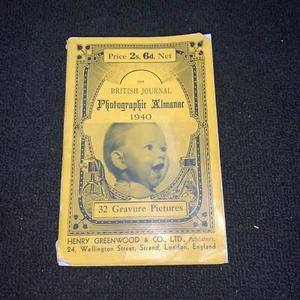 Price 2s. 6d. Net
THE
BRITISH JOURNAL
Photographic Almanac
1940
32 Gravure Pictures
HENRY GREENWOOD & CO., LTD., Publishers,
24, Wellington Street, Strand, London, England